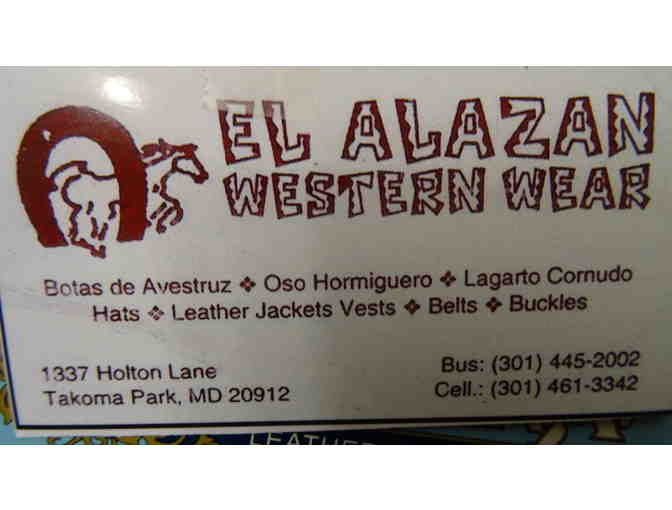 EL ALAZAN
WESTERN WEAR
Botas de Avestruz ❖ Oso Hormiguero ❖ Lagarto Cornudo
Hats ❖ Leather Jackets Vests ❖ Belts ❖ Buckles
1337 Holton Lane
Takoma Park, MD 20912
Bus: (301) 445-2002
Cell.: (301) 461-3342
LEATHER